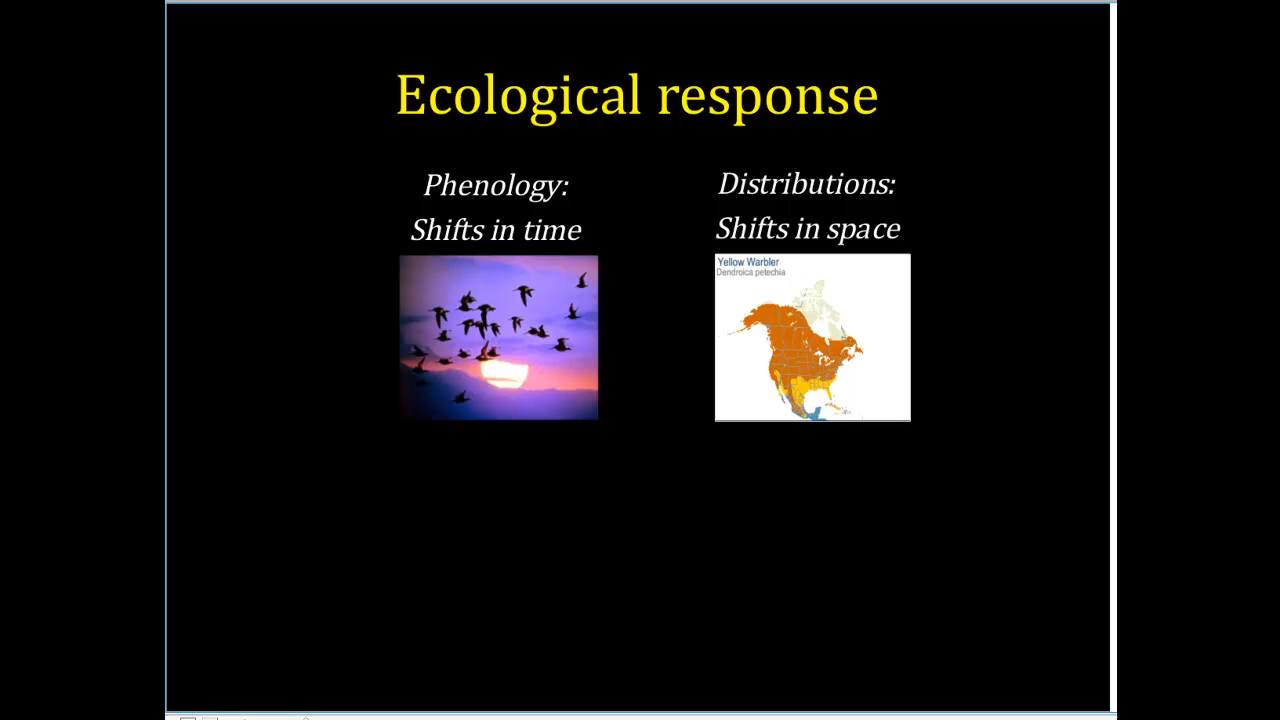 Ecological response
Phenology:
Shifts in time
Distributions:
Shifts in space
Yellow Warbler
Dendroica petechia